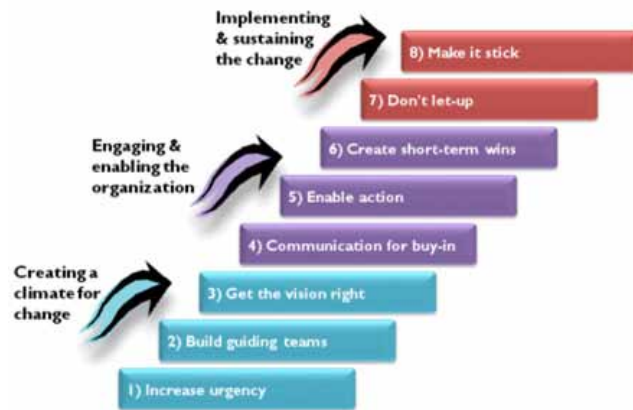 Implementing
& sustaining
the change
8) Make it stick
7) Don't let-up
Engaging &
enabling the
organization
6) Create short-term wins
5) Enable action
4) Communication for buy-in
Creating a
climate for
change
3) Get the vision right
2) Build guiding teams
1) Increase urgency